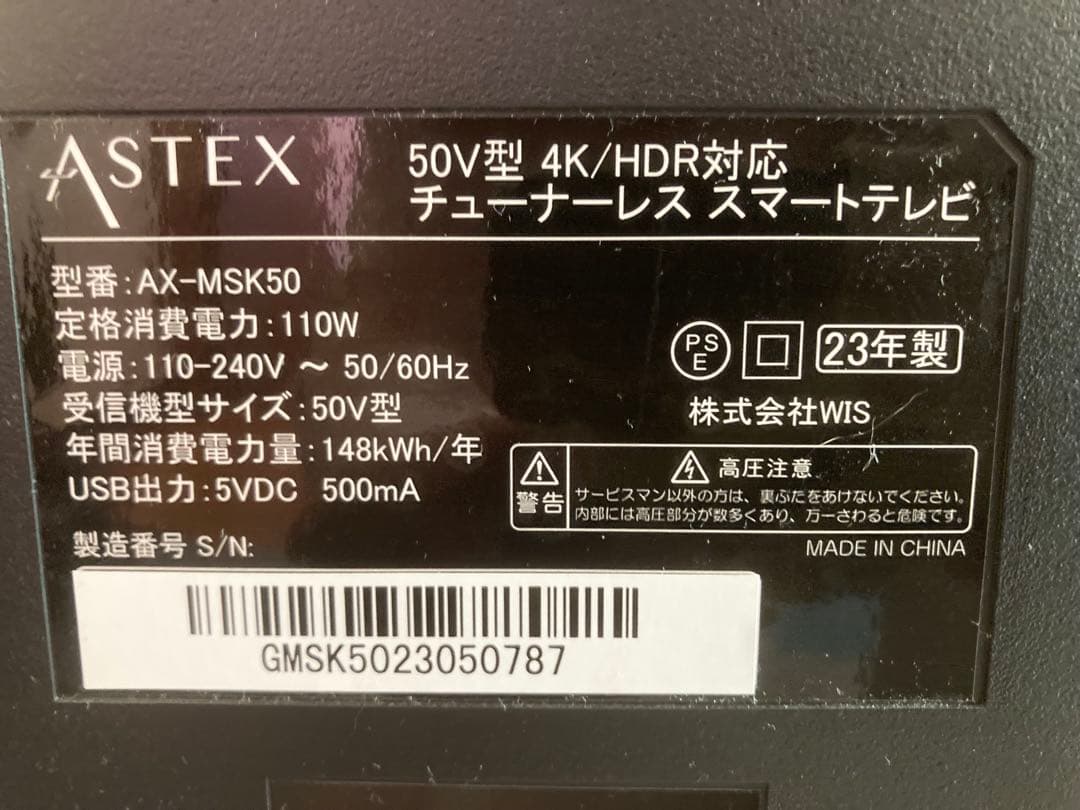 ASTEX
50V型 4K/HDR対応
チューナーレス スマートテレビ
型番:AX-MSK50
定格消費電力:110W
電源:110-240V ～ 50/60Hz
受信機型サイズ:50V型
年間消費電力量:148kWh/年
USB出力:5VDC 500mA
PSE
23年製
株式会社WIS
警告
高圧注意
サービスマン以外の方は、裏ぶたをあけないでください。
内部には高圧部分が数多くあり、万一さわると危険です。
MADE IN CHINA
製造番号 S/N:
GMSK5023050787